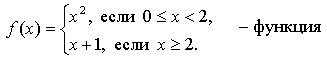 f(x) = { x², если 0 ≤ x < 2,
x + 1, если x ≥ 2. – функция